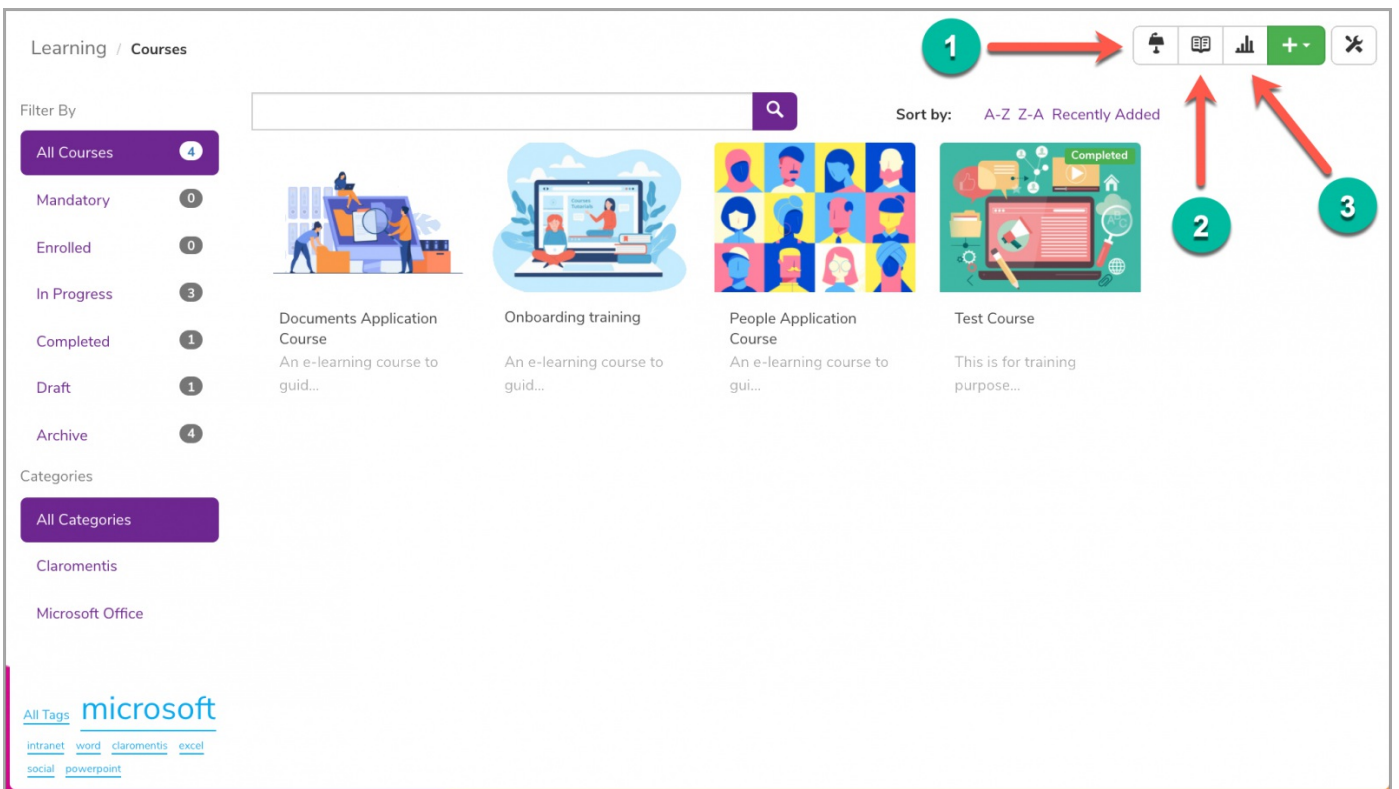 Learning / Courses
1
2
3
Filter By
All Courses 4
Mandatory 0
Enrolled 0
In Progress 3
Completed 1
Draft 1
Archive 4
Categories
All Categories
Claromentis
Microsoft Office
All Tags microsoft
intranet word claromentis excel
social powerpoint
Sort by: A-Z Z-A Recently Added
Courses
Completed
Documents Application
Course
An e-learning course to
guid...
Onboarding training
An e-learning course to
guid...
People Application
Course
An e-learning course to
gui...
Test Course
This is for training
purpose...